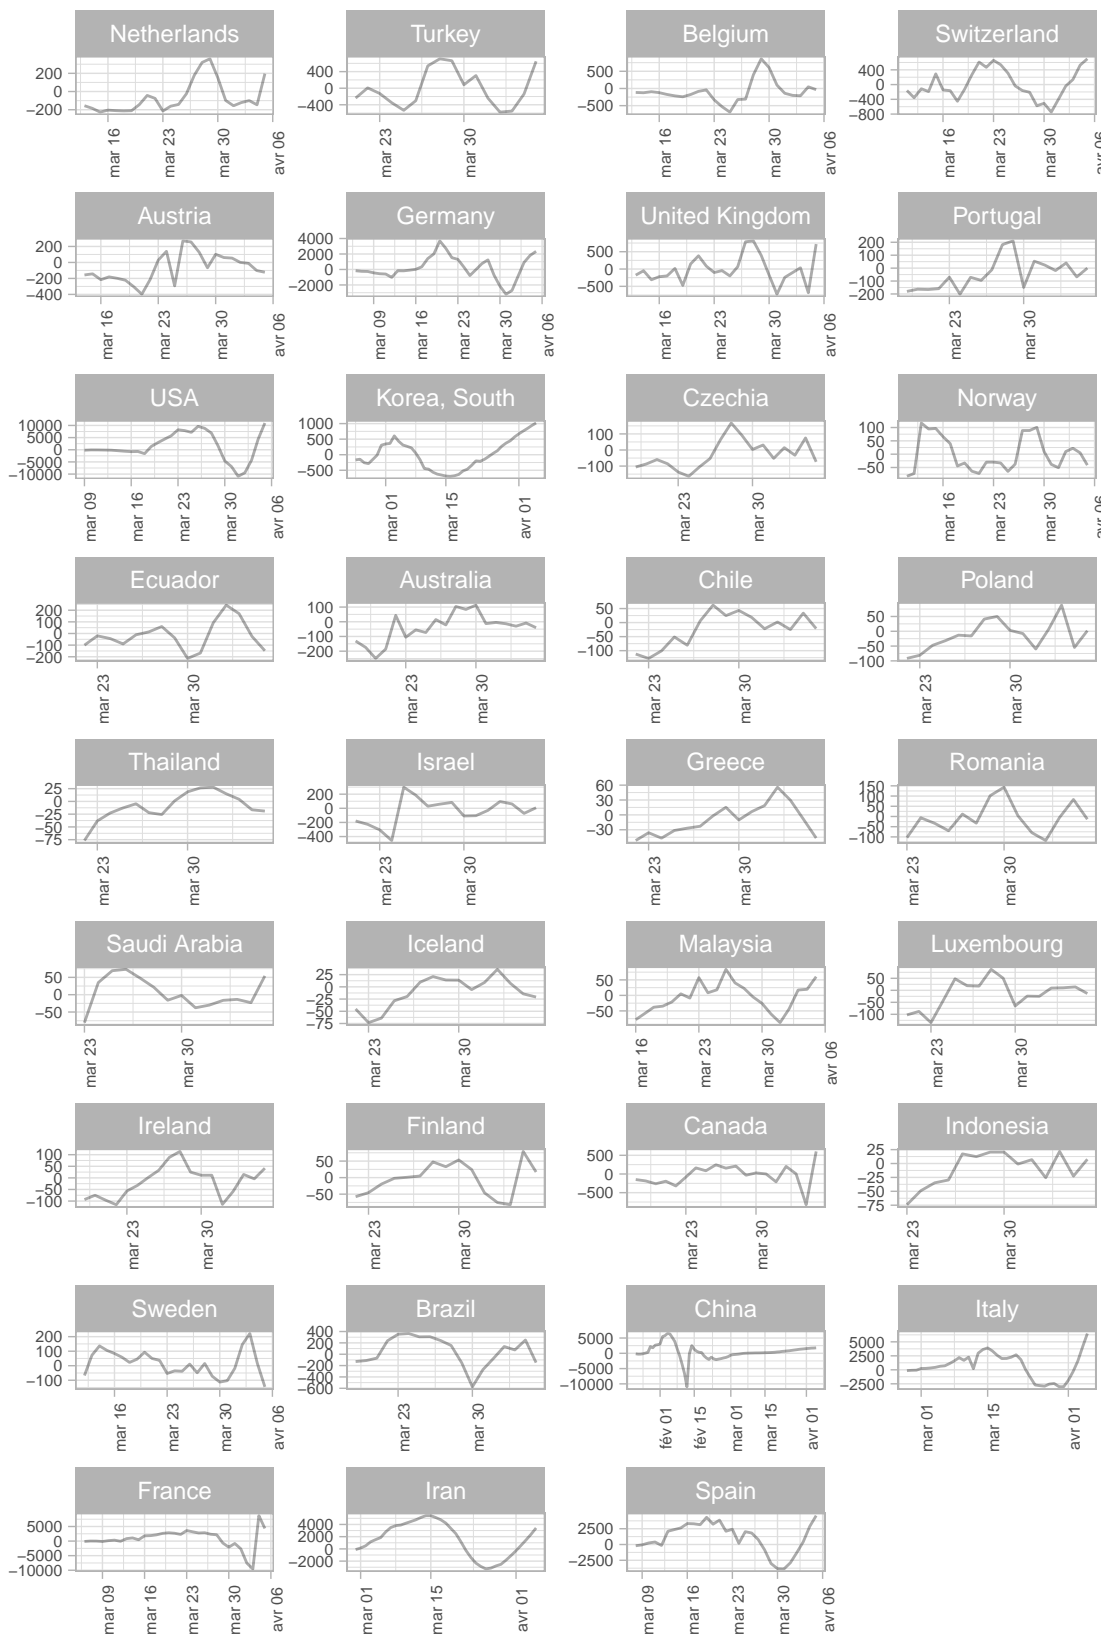 Netherlands Turkey Belgium Switzerland
200 0 −200 400 0 −400 500 0 −500 400 0 −400 −800
mar 16 mar 23 mar 30 avr 06 mar 23 mar 30 mar 16 mar 23 mar 30 avr 06 mar 16 mar 23 mar 30 avr 06
Austria Germany United Kingdom Portugal
200 0 −200 −400 4000 2000 0 −2000 500 0 −500 200 100 0 −100 −200
mar 16 mar 23 mar 30 avr 06 mar 09 mar 16 mar 23 mar 30 avr 06 mar 16 mar 23 mar 30 avr 06 mar 23 mar 30
USA Korea, South Czechia Norway
10000 5000 0 −5000 −10000 1000 500 0 −500 100 0 −100 100 50 0 −50
mar 09 mar 16 mar 23 mar 30 avr 06 mar 01 mar 15 avr 01 mar 23 mar 30 mar 16 mar 23 mar 30 avr 06
Ecuador Australia Chile Poland
200 100 0 −100 −200 100 0 −100 −200 50 0 −50 −100 50 0 −50 −100
mar 23 mar 30 mar 23 mar 30 mar 23 mar 30 mar 23 mar 30
Thailand Israel Greece Romania
25 0 −25 −50 −75 200 0 −200 −400 60 30 0 −30 150 100 50 0 −50 −100
mar 23 mar 30 mar 23 mar 30 mar 23 mar 30 mar 23 mar 30
Saudi Arabia Iceland Malaysia Luxembourg
50 0 −50 25 0 −25 −50 −75 50 0 −50 50 0 −50 −100
mar 23 mar 30 mar 23 mar 30 mar 16 mar 23 mar 30 avr 06 mar 23 mar 30
Ireland Finland Canada Indonesia
100 50 0 −50 −100 50 0 −50 500 0 −500 25 0 −25 −50 −75
mar 23 mar 30 mar 23 mar 30 mar 23 mar 30 mar 23 mar 30
Sweden Brazil China Italy
200 100 0 −100 400 200 0 −200 −400 −600 5000 0 −5000 −10000 5000 2500 0 −2500
mar 16 mar 23 mar 30 avr 06 mar 23 mar 30 fév 01 fév 15 mar 01 mar 15 avr 01 mar 01 mar 15 avr 01
France Iran Spain
5000 0 −5000 −10000 4000 2000 0 −2000 2500 0 −2500
mar 09 mar 16 mar 23 mar 30 avr 06 mar 01 mar 15 avr 01 mar 09 mar 16 mar 23 mar 30 avr 06